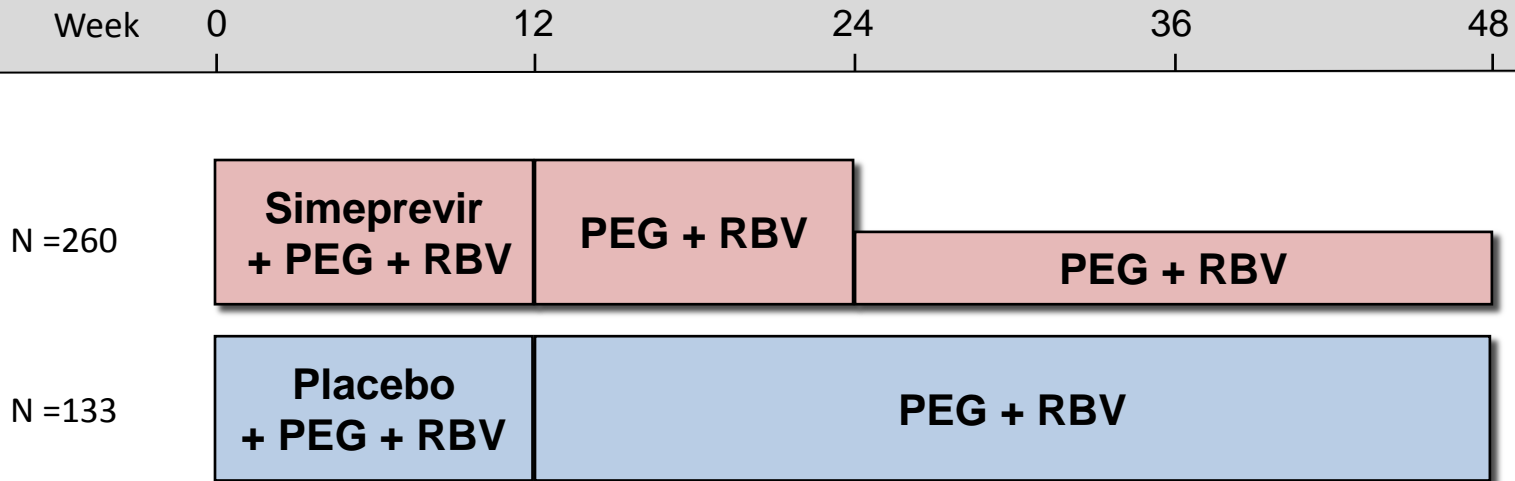 Week 0 12 24 36 48
N =260
Simeprevir
+ PEG + RBV
PEG + RBV
PEG + RBV
N =133
Placebo
+ PEG + RBV
PEG + RBV